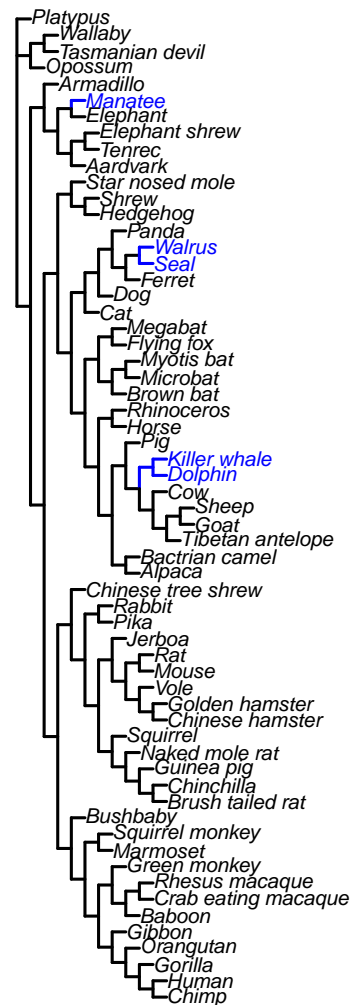 Platypus
Wallaby
Tasmanian devil
Opossum
Armadillo
Manatee
Elephant
Elephant shrew
Tenrec
Aardvark
Star nosed mole
Shrew
Hedgehog
Panda
Walrus
Seal
Ferret
Dog
Cat
Megabat
Flying fox
Myotis bat
Microbat
Brown bat
Rhinoceros
Horse
Pig
Killer whale
Dolphin
Cow
Sheep
Goat
Tibetan antelope
Bactrian camel
Alpaca
Chinese tree shrew
Rabbit
Pika
Jerboa
Rat
Mouse
Vole
Golden hamster
Chinese hamster
Squirrel
Naked mole rat
Guinea pig
Chinchilla
Brush tailed rat
Bushbaby
Squirrel monkey
Marmoset
Green monkey
Rhesus macaque
Crab eating macaque
Baboon
Gibbon
Orangutan
Gorilla
Human
Chimp